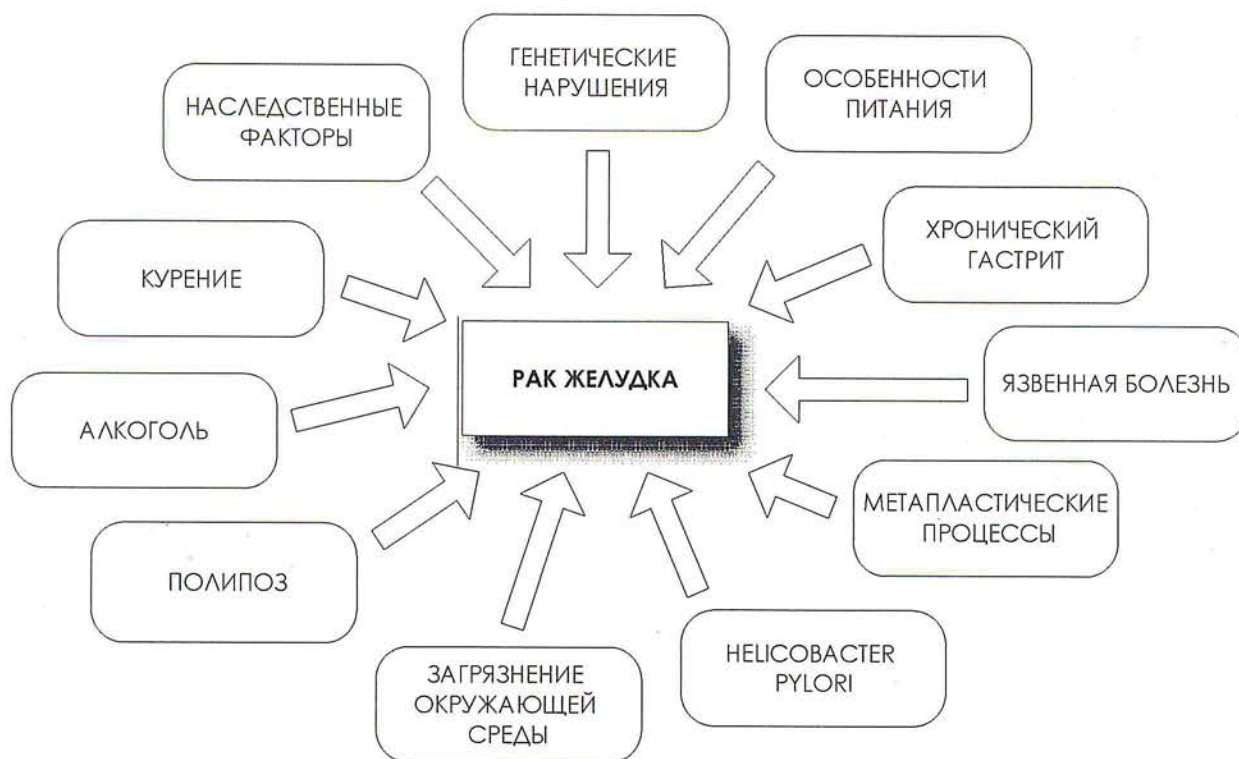 ГЕНЕТИЧЕСКИЕ
НАРУШЕНИЯ
ОСОБЕННОСТИ
ПИТАНИЯ
НАСЛЕДСТВЕННЫЕ
ФАКТОРЫ
ХРОНИЧЕСКИЙ
ГАСТРИТ
КУРЕНИЕ
РАК ЖЕЛУДКА
ЯЗВЕННАЯ БОЛЕЗНЬ
АЛКОГОЛЬ
МЕТАПЛАСТИЧЕСКИЕ
ПРОЦЕССЫ
ПОЛИПОЗ
HELICOBACTER
PYLORI
ЗАГРЯЗНЕНИЕ
ОКРУЖАЮЩЕЙ
СРЕДЫ